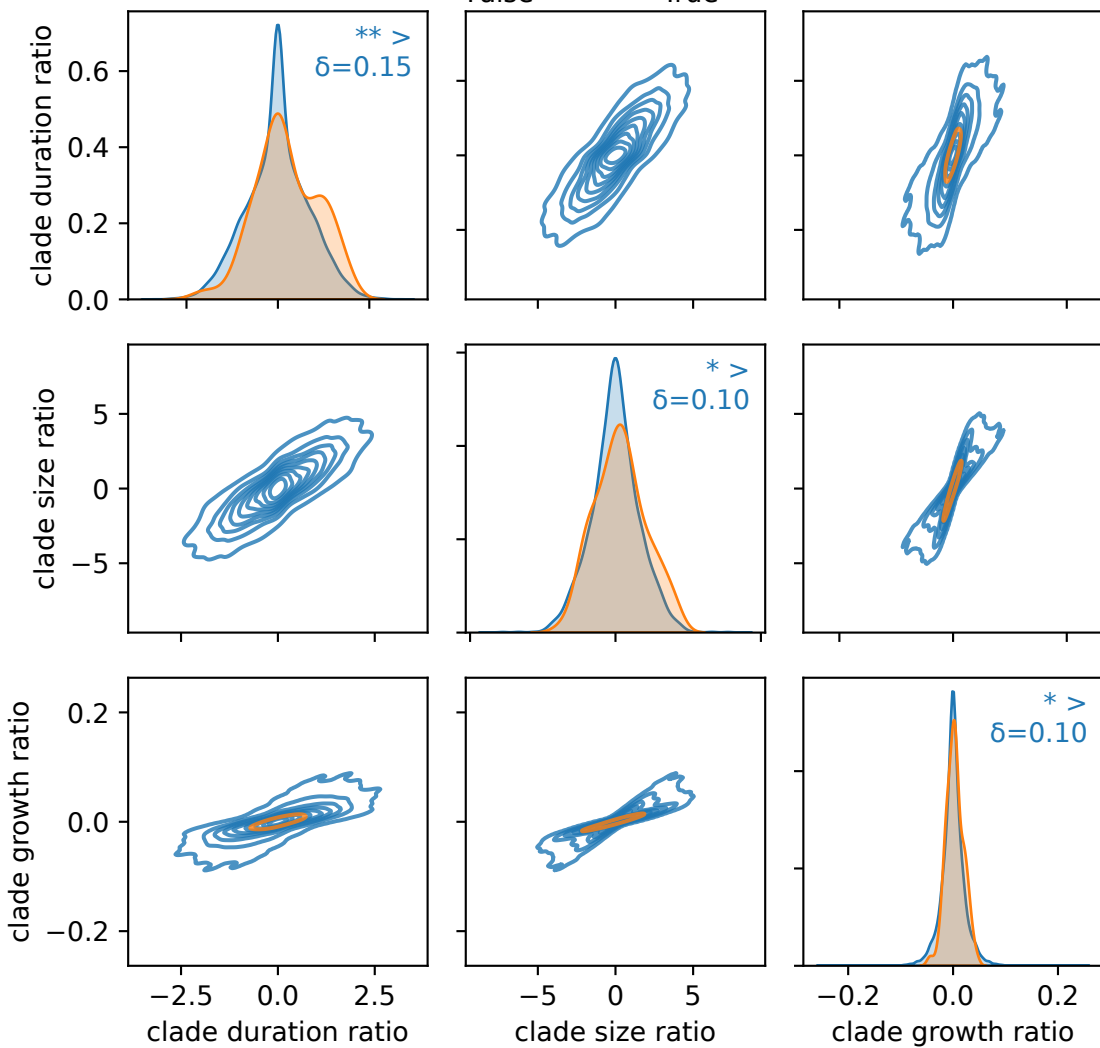 clade duration ratio
0.6
0.4
0.2
0.0
** >
δ=0.15
clade size ratio
5
0
−5
* >
δ=0.10
clade growth ratio
0.2
0.0
−0.2
* >
δ=0.10
−2.5 0.0 2.5
−5 0 5
−0.2 0.0 0.2
clade duration ratio
clade size ratio
clade growth ratio